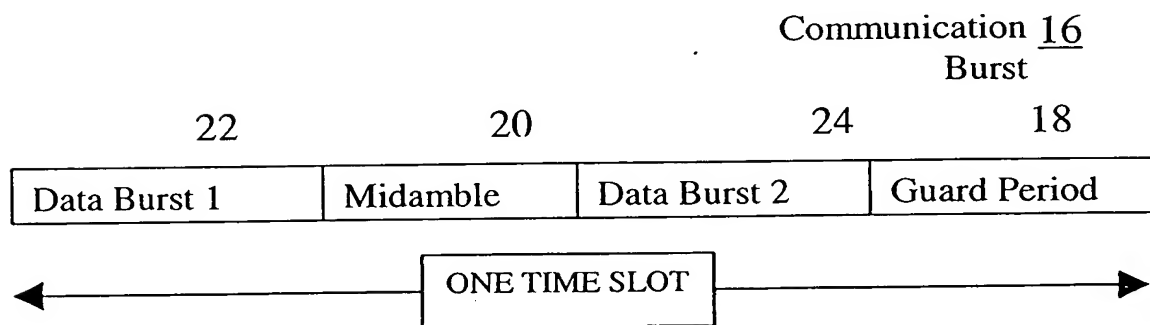 Communication 16
Burst
22 20 24 18
Data Burst 1 Midamble Data Burst 2 Guard Period
ONE TIME SLOT